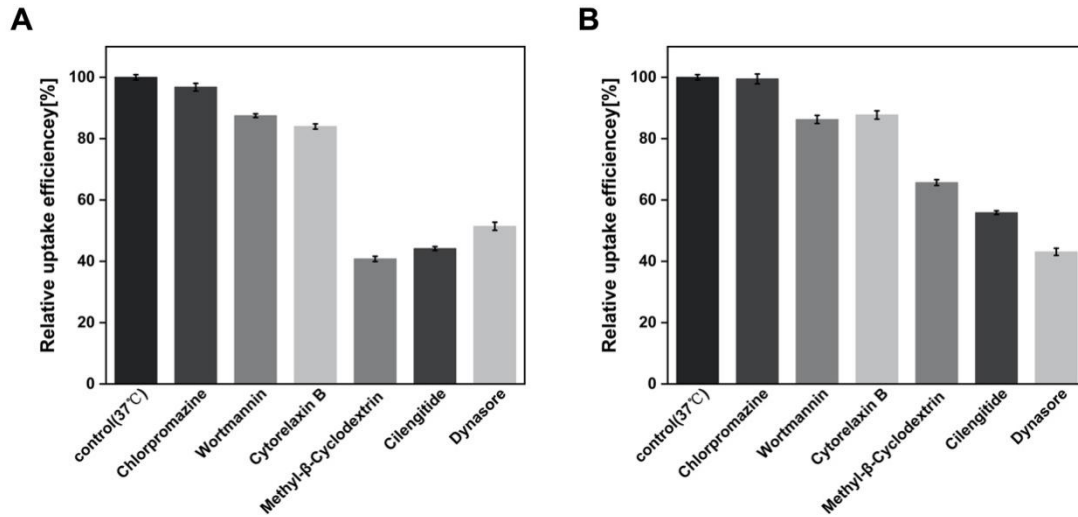 A
Relative uptake efficiencey[%]
100
80
60
40
20
0
control(37℃)
Chlorpromazine
Wortmannin
Cytorelaxin B
Methyl-β-Cyclodextrin
Cilengitide
Dynasore
B
Relative uptake efficiencey[%]
100
80
60
40
20
0
control(37℃)
Chlorpromazine
Wortmannin
Cytorelaxin B
Methyl-β-Cyclodextrin
Cilengitide
Dynasore